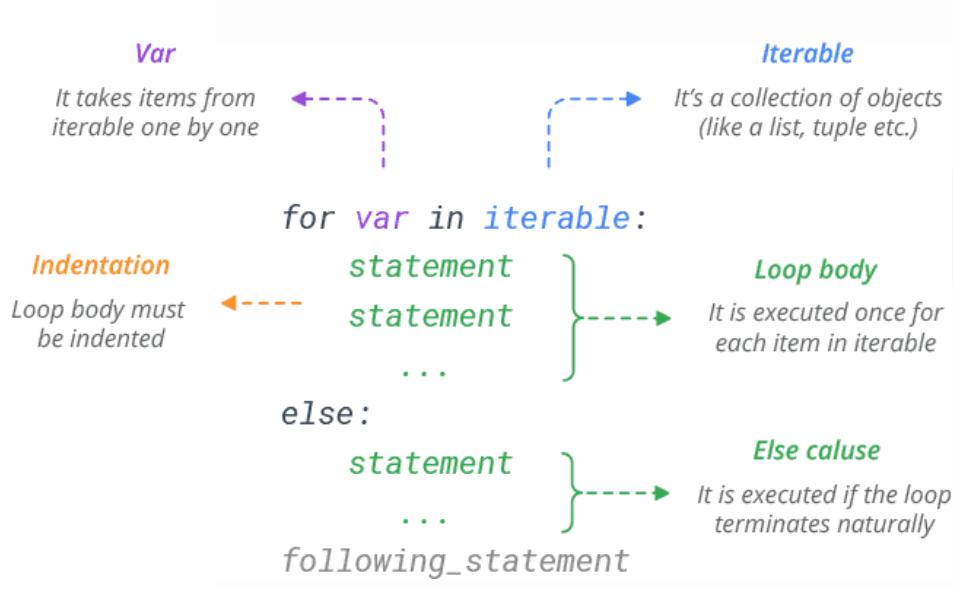 Var
It takes items from
iterable one by one
Iterable
It's a collection of objects
(like a list, tuple etc.)
for var in iterable:
Indentation
Loop body must
be indented
statement
statement
...
Loop body
It is executed once for
each item in iterable
else:
statement
...
Else caluse
It is executed if the loop
terminates naturally
following_statement